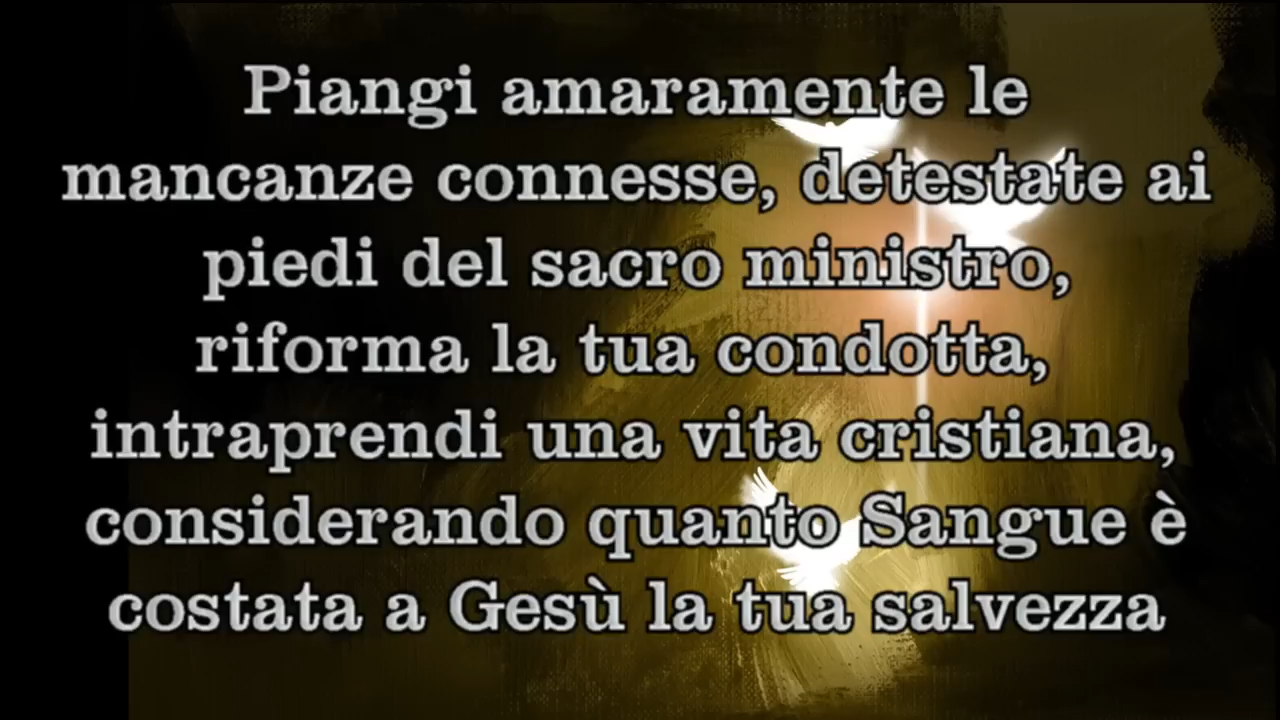 Piangi amaramente le
mancanze connesse, detestate ai
piedi del sacro ministro,
riforma la tua condotta,
intraprendi una vita cristiana,
considerando quanto Sangue è
costata a Gesù la tua salvezza